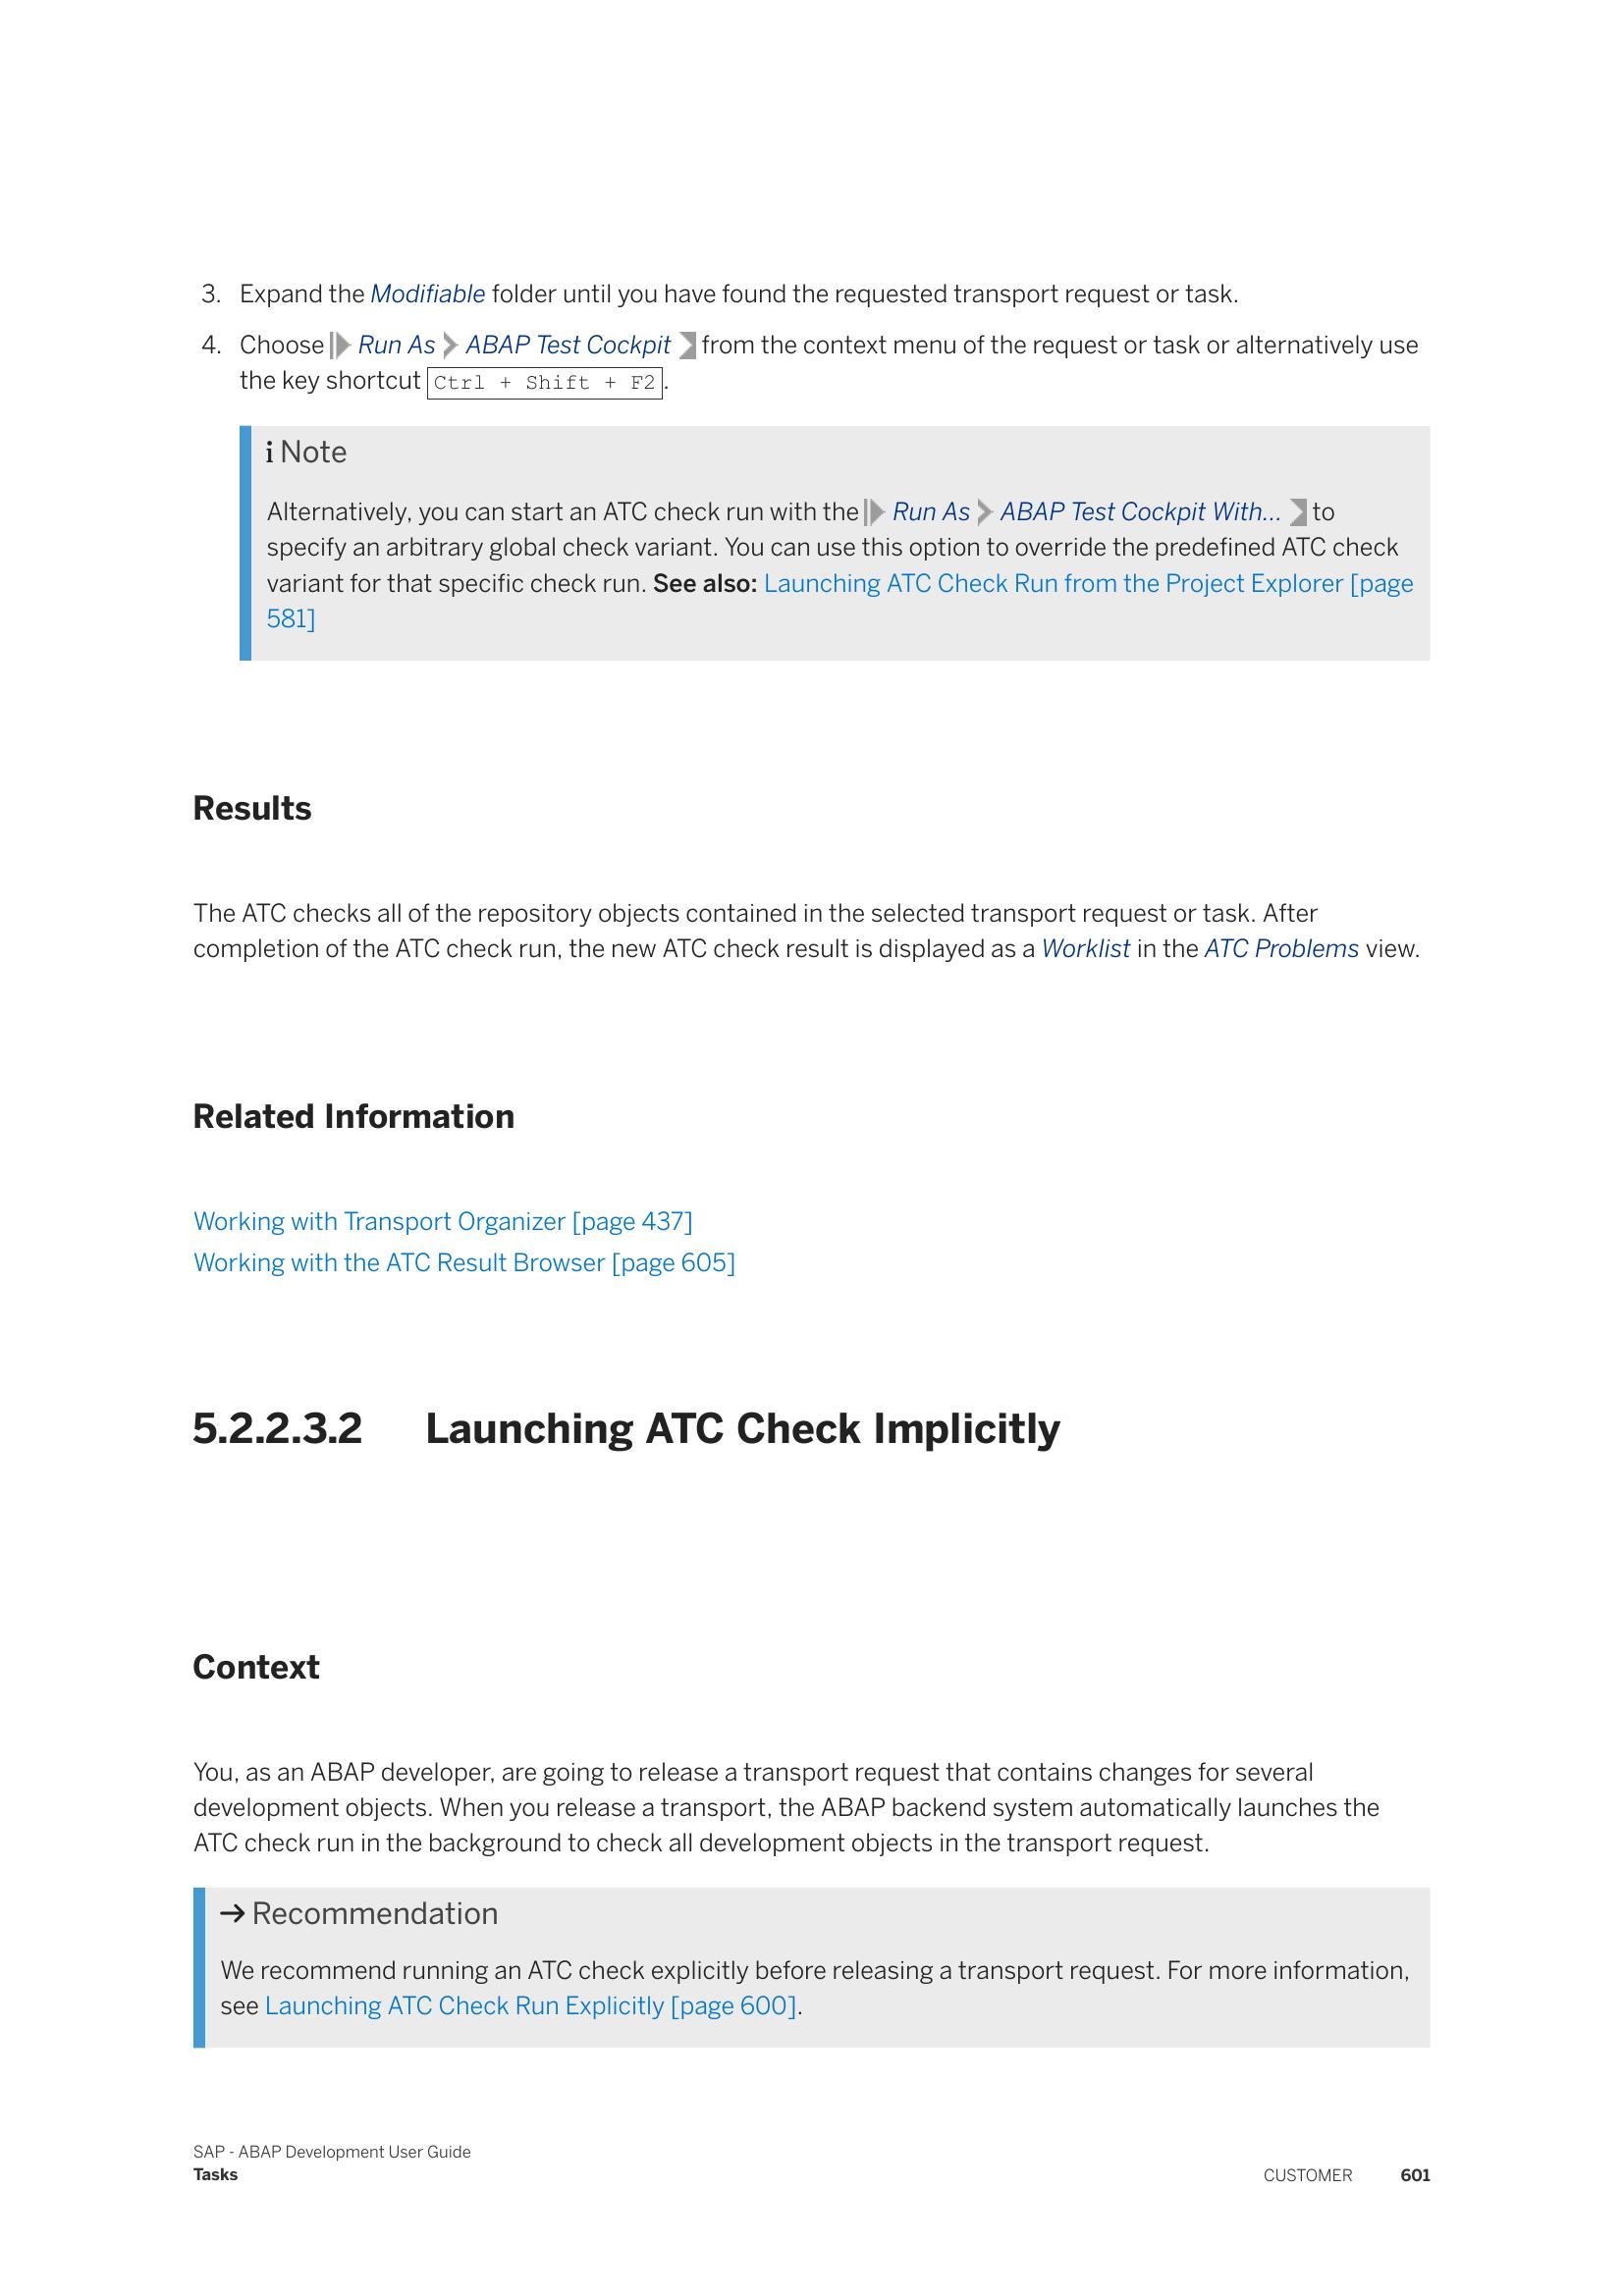 3. Expand the Modifiable folder until you have found the requested transport request or task.
4. Choose Run As ABAP Test Cockpit from the context menu of the request or task or alternatively use
the key shortcut Ctrl + Shift + F2 .
i Note
Alternatively, you can start an ATC check run with the Run As ABAP Test Cockpit With... to
specify an arbitrary global check variant. You can use this option to override the predefined ATC check
variant for that specific check run. See also: Launching ATC Check Run from the Project Explorer [page
581]
Results
The ATC checks all of the repository objects contained in the selected transport request or task. After
completion of the ATC check run, the new ATC check result is displayed as a Worklist in the ATC Problems view.
Related Information
Working with Transport Organizer [page 437]
Working with the ATC Result Browser [page 605]
5.2.2.3.2 Launching ATC Check Implicitly
Context
You, as an ABAP developer, are going to release a transport request that contains changes for several
development objects. When you release a transport, the ABAP backend system automatically launches the
ATC check run in the background to check all development objects in the transport request.
→ Recommendation
We recommend running an ATC check explicitly before releasing a transport request. For more information,
see Launching ATC Check Run Explicitly [page 600].
SAP - ABAP Development User Guide
Tasks
CUSTOMER 601